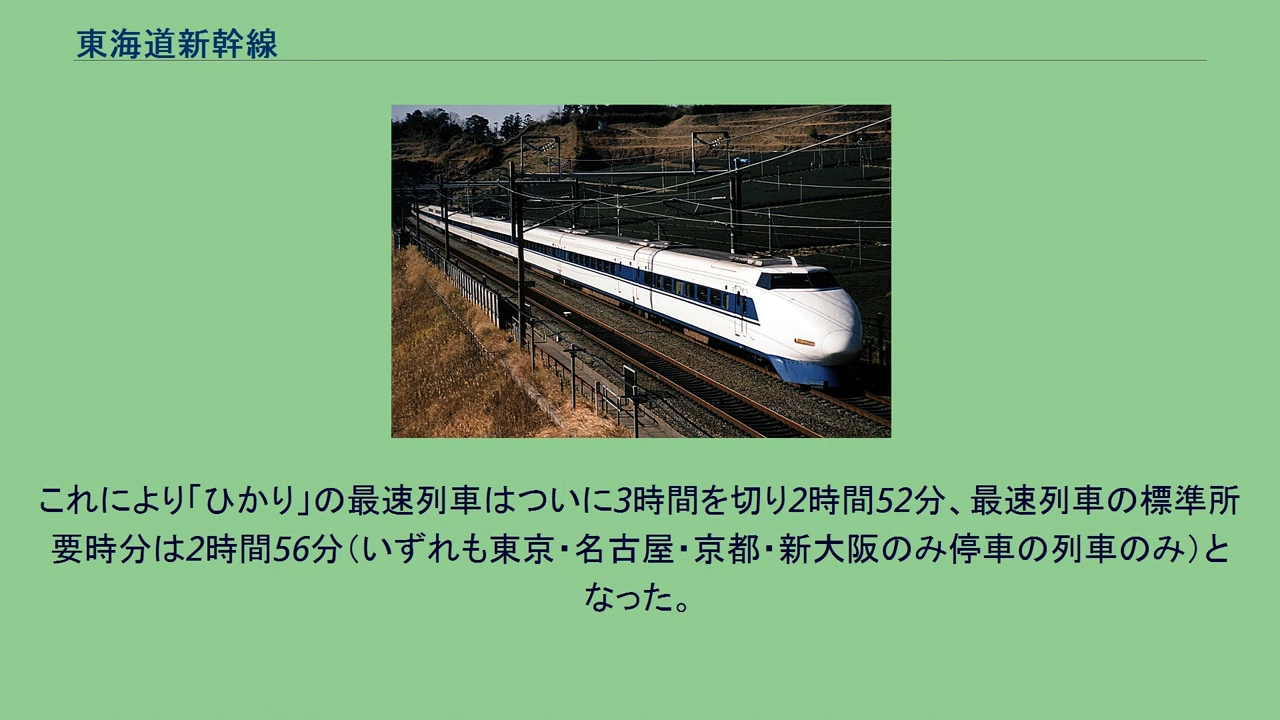 東海道新幹線
これにより「ひかり」の最速列車はついに3時間を切り2時間52分、最速列車の標準所
要時分は2時間56分（いずれも東京・名古屋・京都・新大阪のみ停車の列車のみ）と
なった。